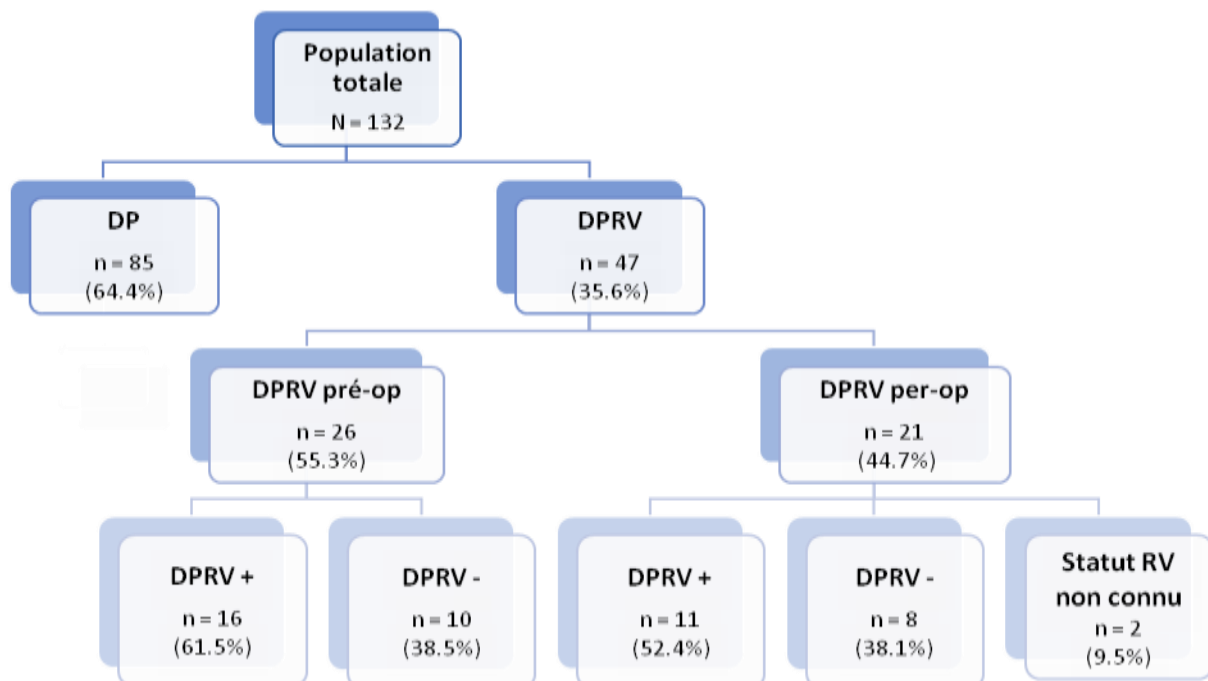 Population
totale
N = 132
DP
n = 85
(64.4%)
DPRV
n = 47
(35.6%)
DPRV pré-op
n = 26
(55.3%)
DPRV per-op
n = 21
(44.7%)
DPRV +
n = 16
(61.5%)
DPRV -
n = 10
(38.5%)
DPRV +
n = 11
(52.4%)
DPRV -
n = 8
(38.1%)
Statut RV
non connu
n = 2
(9.5%)